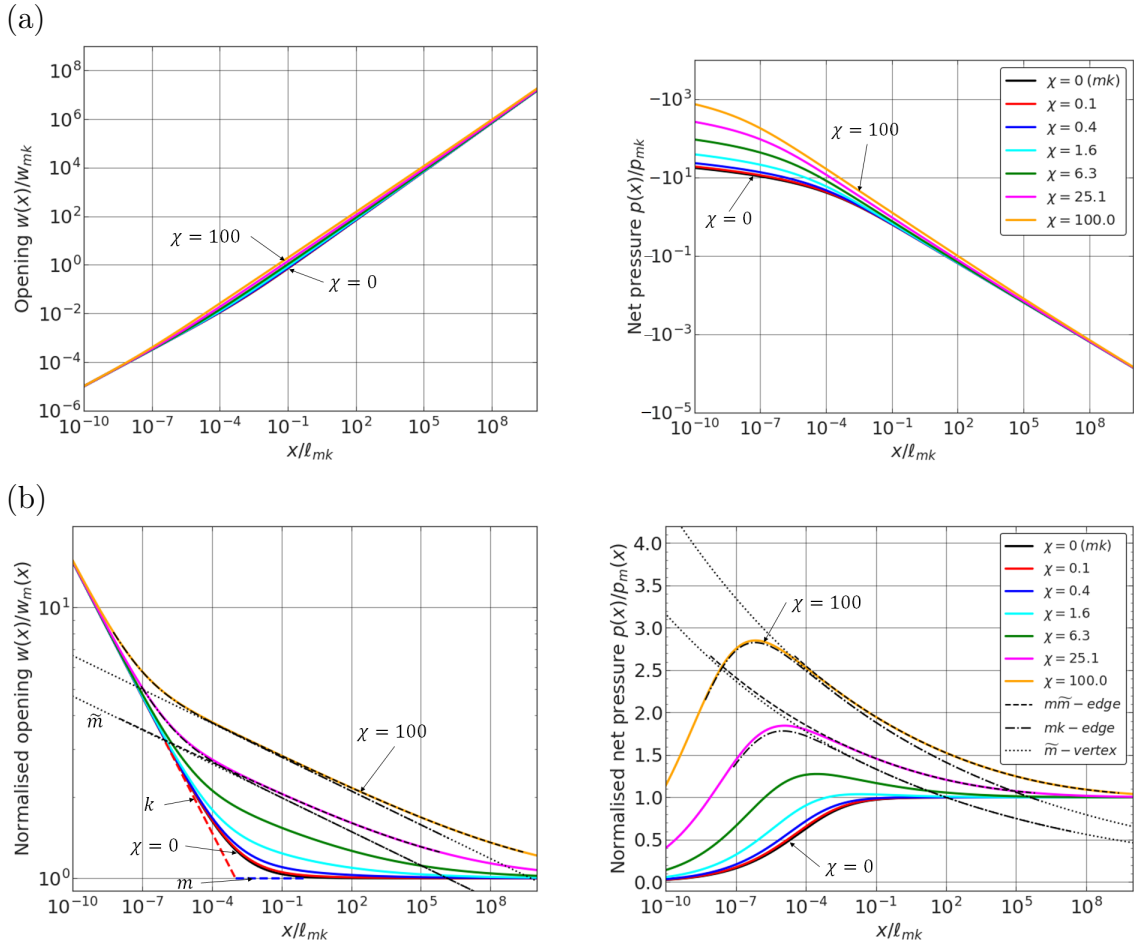 (a)
Opening w(x)/w_mk
10^8
10^6
10^4
10^2
10^0
10^−2
10^−4
10^−6
χ = 100
χ = 0
10^−10 10^−7 10^−4 10^−1 10^2 10^5 10^8
x/ℓ_mk
Net pressure p(x)/p_mk
−10^3
−10^1
−10^−1
−10^−3
−10^−5
χ = 100
χ = 0
χ = 0 (mk)
χ = 0.1
χ = 0.4
χ = 1.6
χ = 6.3
χ = 25.1
χ = 100.0
10^−10 10^−7 10^−4 10^−1 10^2 10^5 10^8
x/ℓ_mk
(b)
Normalised opening w(x)/w_m(x)
10^1
10^0
m̃
k
χ = 0
m
χ = 100
10^−10 10^−7 10^−4 10^−1 10^2 10^5 10^8
x/ℓ_mk
Normalised net pressure p(x)/p_m(x)
4.0
3.5
3.0
2.5
2.0
1.5
1.0
0.5
0.0
χ = 100
χ = 0
χ = 0 (mk)
χ = 0.1
χ = 0.4
χ = 1.6
χ = 6.3
χ = 25.1
χ = 100.0
mm̃ − edge
mk − edge
m̃ − vertex
10^−10 10^−7 10^−4 10^−1 10^2 10^5 10^8
x/ℓ_mk